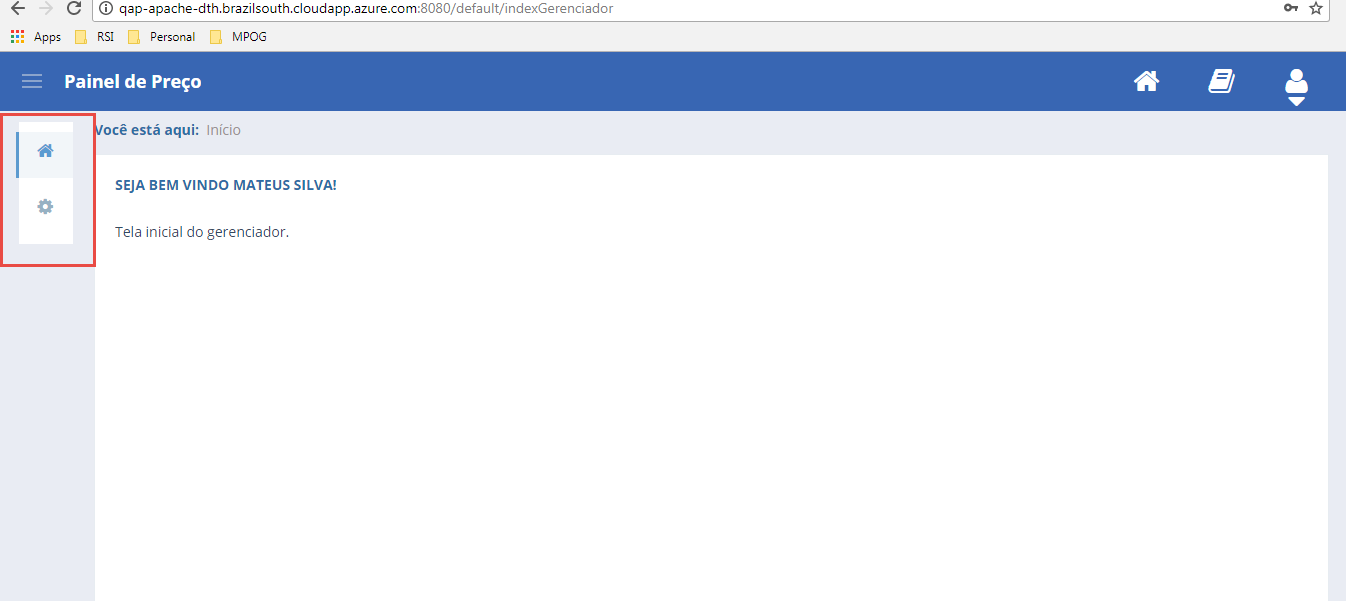 qap-apache-dth.brazilsouth.cloudapp.azure.com:8080/default/indexGerenciador
Apps RSI Personal MPOG
Painel de Preço
Você está aqui: Início
SEJA BEM VINDO MATEUS SILVA!
Tela inicial do gerenciador.